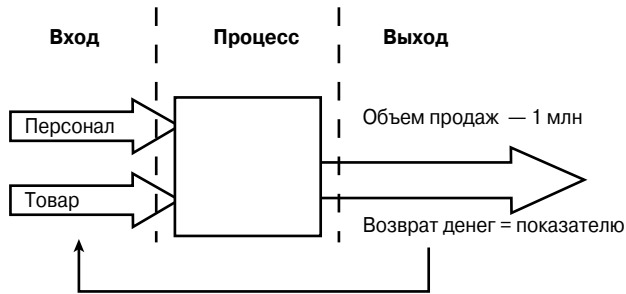 Вход
Процесс
Выход
Персонал
Объем продаж — 1 млн
Товар
Возврат денег = показателю